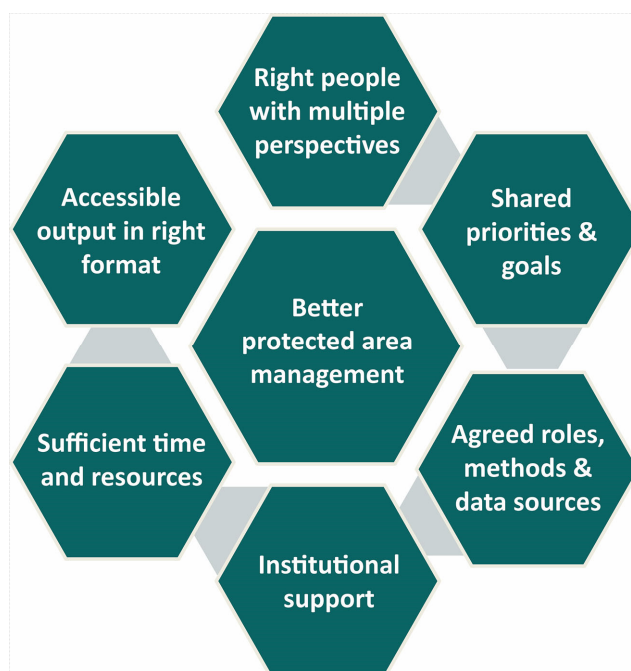 Right people
with multiple
perspectives
Shared
priorities &
goals
Agreed roles,
methods &
data sources
Institutional
support
Sufficient time
and resources
Accessible
output in right
format
Better
protected area
management